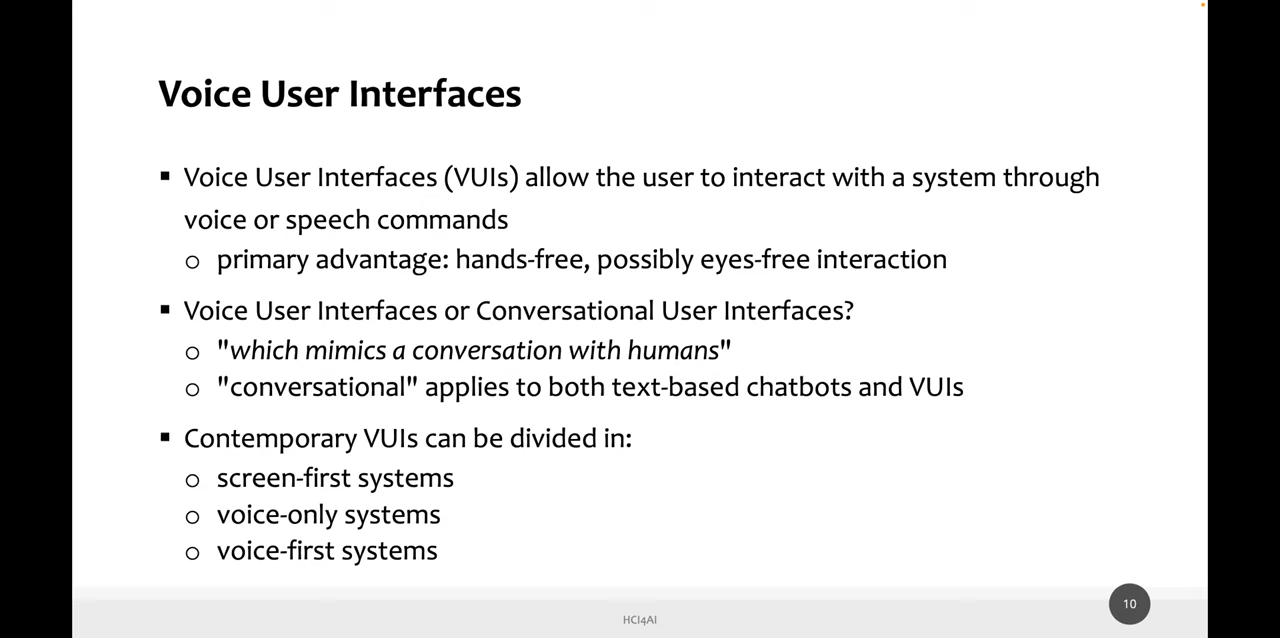 Voice User Interfaces
▪ Voice User Interfaces (VUIs) allow the user to interact with a system through
voice or speech commands
o primary advantage: hands-free, possibly eyes-free interaction
▪ Voice User Interfaces or Conversational User Interfaces?
o "which mimics a conversation with humans"
o "conversational" applies to both text-based chatbots and VUIs
▪ Contemporary VUIs can be divided in:
o screen-first systems
o voice-only systems
o voice-first systems
10
HCI4AI